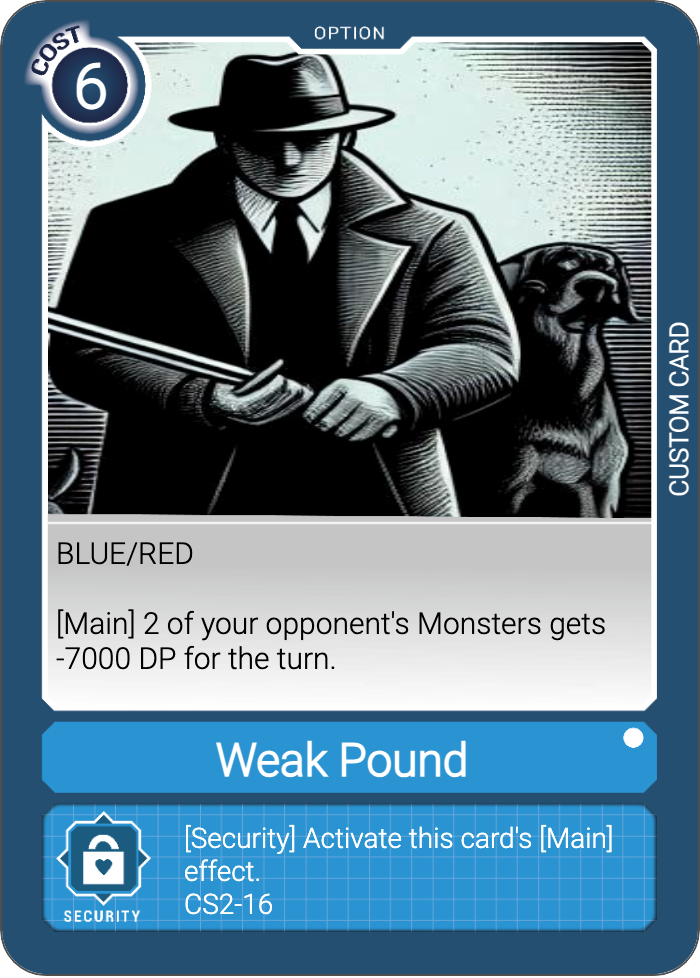 OPTION
COST
6
CUSTOM CARD
BLUE/RED
[Main] 2 of your opponent's Monsters gets
-7000 DP for the turn.
Weak Pound
[Security] Activate this card's [Main]
effect.
CS2-16
SECURITY